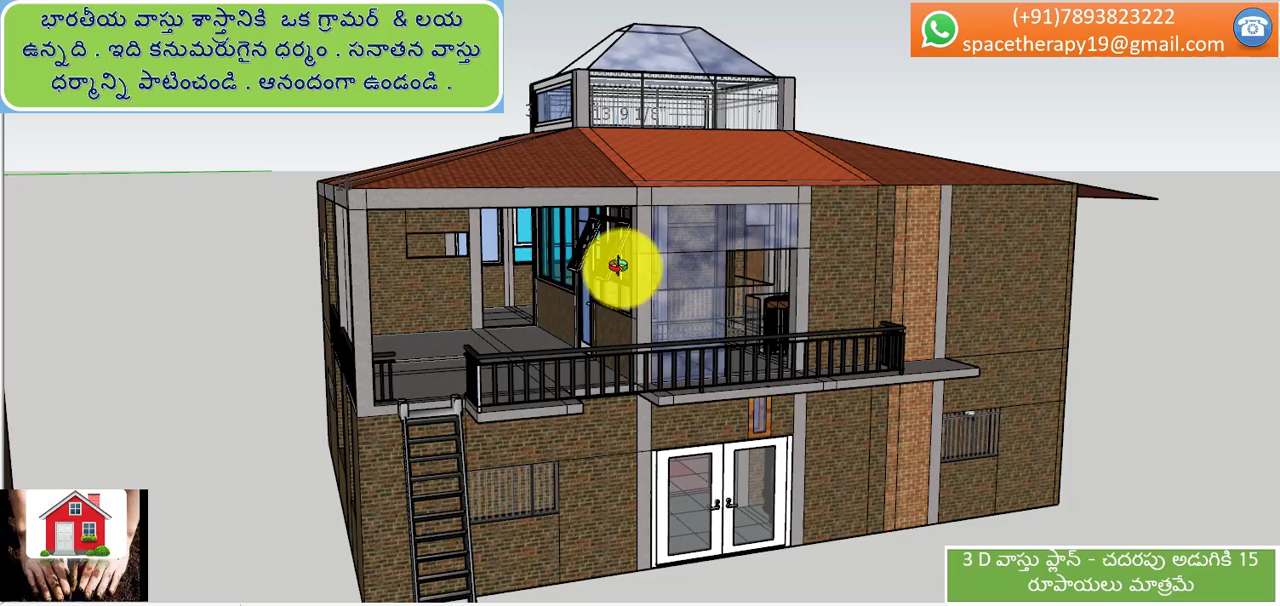 భారతీయ వాస్తు శాస్త్రానికి ఒక గ్రామర్ & లయ
ఉన్నది . ఇది కనుమరుగైన ధర్మం . సనాతన వాస్తు
ధర్మాన్ని పాటించండి . ఆనందంగా ఉండండి .
(+91)7893823222
spacetherapy19@gmail.com
3 D వాస్తు ప్లాన్ - చదరపు అడుగికి 15
రూపాయలు మాత్రమే